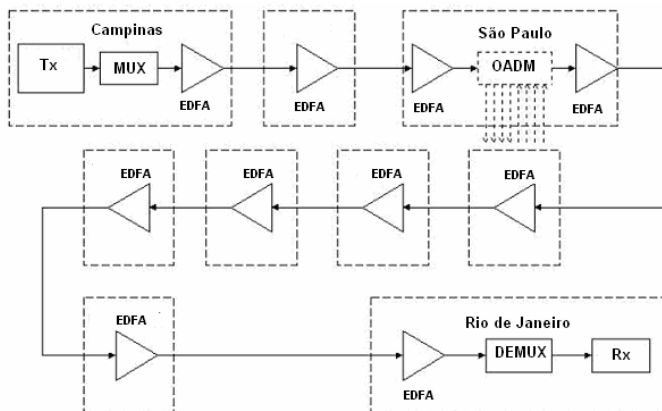 Campinas
Tx
MUX
EDFA
EDFA
São Paulo
EDFA
OADM
EDFA
EDFA
EDFA
EDFA
EDFA
EDFA
Rio de Janeiro
EDFA
DEMUX
Rx